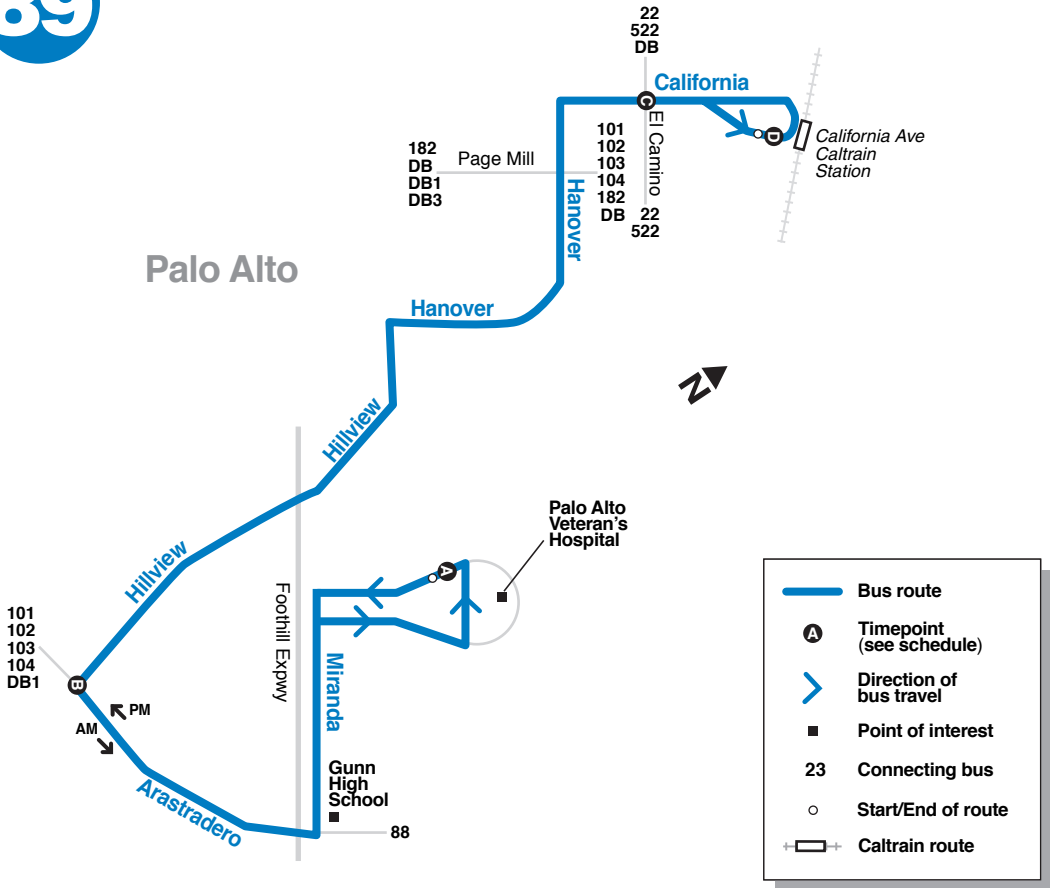 89
22
522
DB
California
C
El Camino
D
California Ave
Caltrain
Station
182
DB
DB1
DB3
Page Mill
101
102
103
104
182
DB
22
522
Hanover
Palo Alto
Hanover
N
Hillview
Hillview
Palo Alto
Veteran's
Hospital
A
Foothill Expwy
Miranda
101
102
103
104
DB1
B
PM
AM
Arastradero
Gunn
High
School
88
Bus route
A
Timepoint
(see schedule)
Direction of
bus travel
Point of interest
23
Connecting bus
Start/End of route
Caltrain route